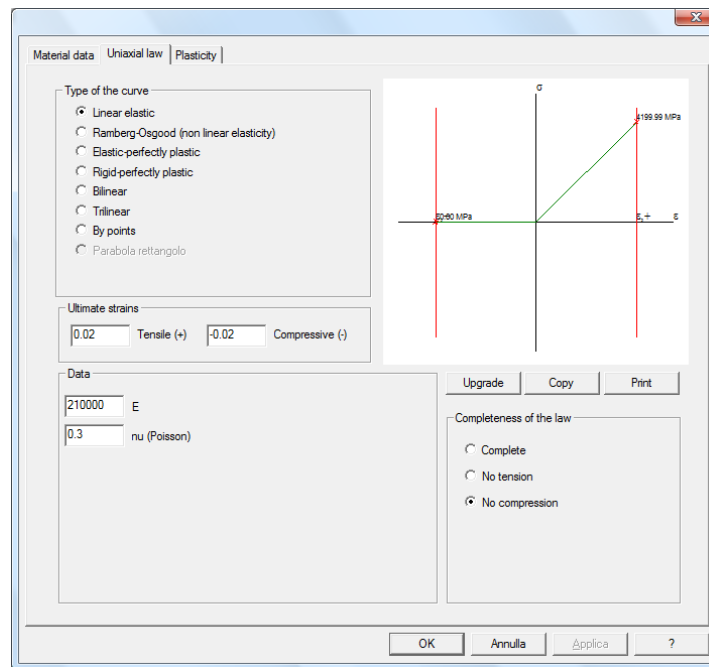 Material data Uniaxial law Plasticity
Type of the curve
Linear elastic
Ramberg-Osgood (non linear elasticity)
Elastic-perfectly plastic
Rigid-perfectly plastic
Bilinear
Trilinear
By points
Parabola rettangolo
σ
4199.99 MPa
MPa
ε
Ultimate strains
0.02 Tensile (+) -0.02 Compressive (-)
Data
210000 E
0.3 nu (Poisson)
Upgrade Copy Print
Completeness of the law
Complete
No tension
No compression
OK Annulla Applica ?